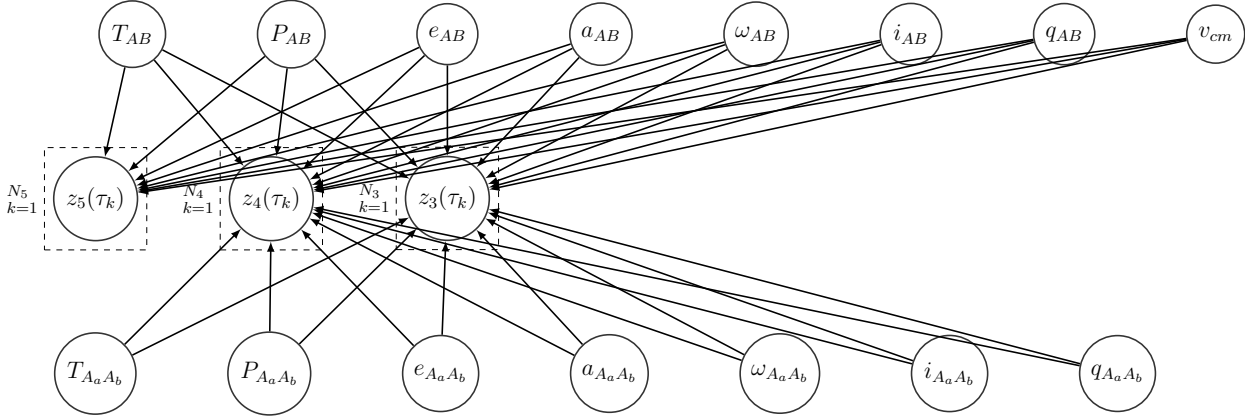 T_{AB} P_{AB} e_{AB} a_{AB} ω_{AB} i_{AB} q_{AB} v_{cm}
N_5 k=1 z_5(τ_k) N_4 k=1 z_4(τ_k) N_3 k=1 z_3(τ_k)
T_{A_aA_b} P_{A_aA_b} e_{A_aA_b} a_{A_aA_b} ω_{A_aA_b} i_{A_aA_b} q_{A_aA_b}